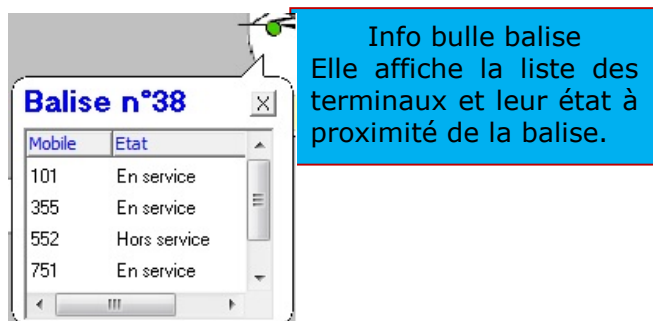 Info bulle balise
Elle affiche la liste des
terminaux et leur état à
proximité de la balise.
Balise n°38
Mobile Etat
101 En service
355 En service
552 Hors service
751 En service